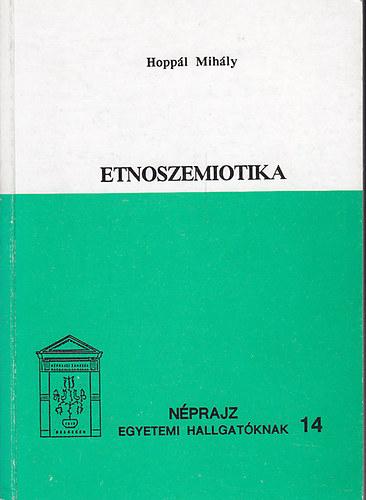 Hoppál Mihály
ETNOSZEMIOTIKA
NÉPRAJZ
EGYETEMI HALLGATÓKNAK 14